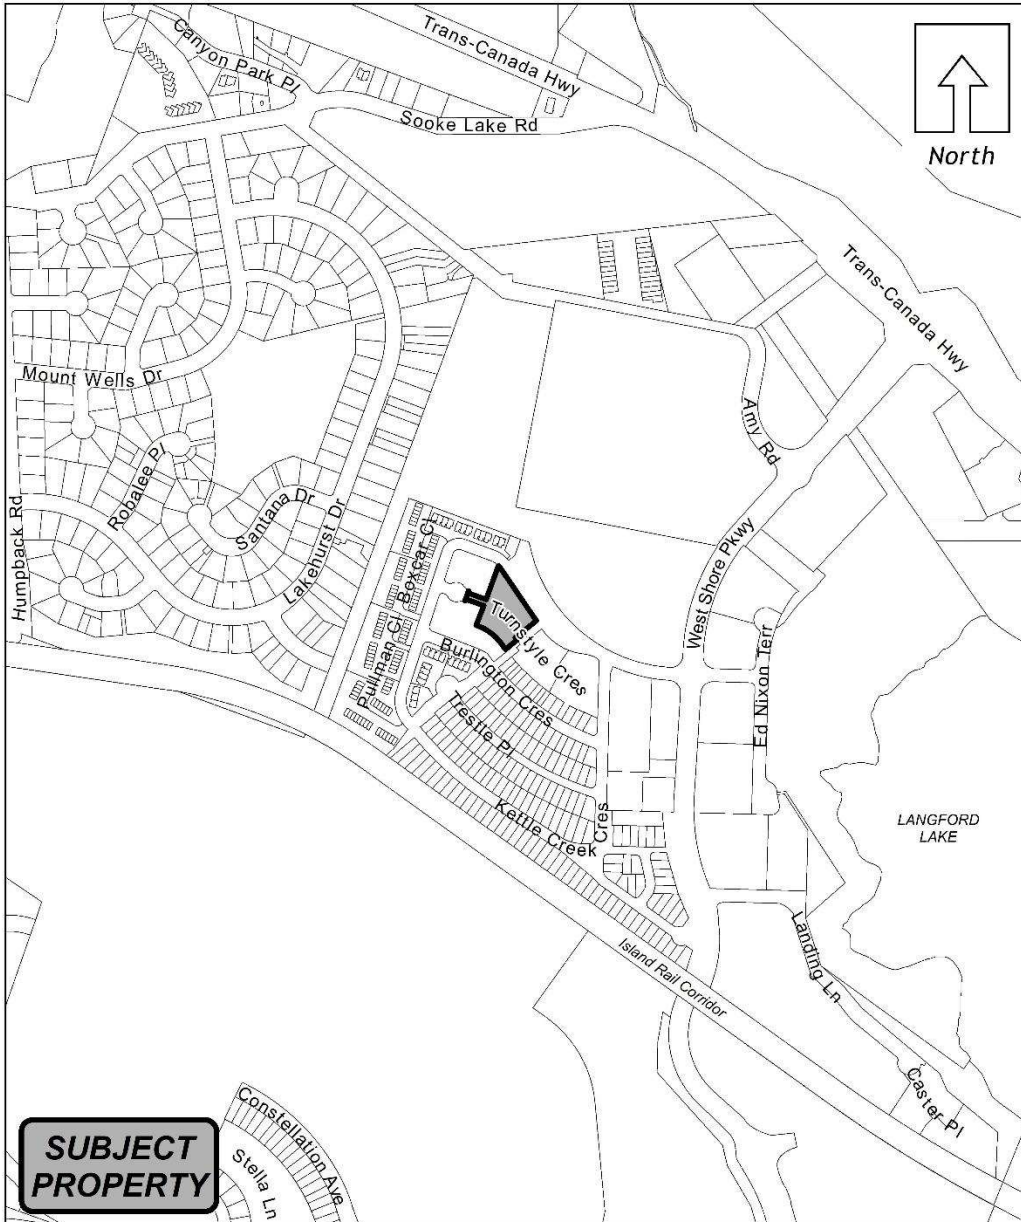 Canyon Park Pl
Trans-Canada Hwy
Sooke Lake Rd
North
Trans-Canada Hwy
Mount Wells Dr
Amy Rd
Robalee Pl
Santana Dr
Lakehurst Dr
Humpback Rd
Boxcar Cl
West Shore Pkwy
Turnstyle Cres
Pullman Cl
Burlington Cres
Ed Nixon Terr
Trestle Pl
Kettle Creek
Cres
LANGFORD
LAKE
Landing Ln
Island Rail Corridor
Caster Pl
Constellation Ave
Stella Ln
SUBJECT
PROPERTY